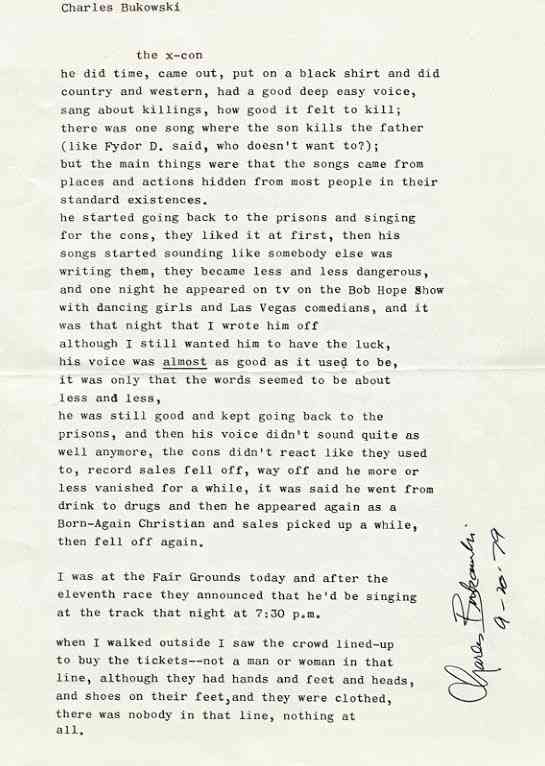 Charles Bukowski
the x-con
he did time, came out, put on a black shirt and did
country and western, had a good deep easy voice,
sang about killings, how good it felt to kill;
there was one song where the son kills the father
(like Fydor D. said, who doesn't want to?);
but the main things were that the songs came from
places and actions hidden from most people in their
standard existences.
he started going back to the prisons and singing
for the cons, they liked it at first, then his
songs started sounding like somebody else was
writing them, they became less and less dangerous,
and one night he appeared on tv on the Bob Hope Show
with dancing girls and Las Vegas comedians, and it
was that night that I wrote him off
although I still wanted him to have the luck,
his voice was almost as good as it used to be,
it was only that the words seemed to be about
less and less,
he was still good and kept going back to the
prisons, and then his voice didn't sound quite as
well anymore, the cons didn't react like they used
to, record sales fell off, way off and he more or
less vanished for a while, it was said he went from
drink to drugs and then he appeared again as a
Born-Again Christian and sales picked up a while,
then fell off again.
I was at the Fair Grounds today and after the
eleventh race they announced that he'd be singing
at the track that night at 7:30 p.m.
when I walked outside I saw the crowd lined-up
to buy the tickets--not a man or woman in that
line, although they had hands and feet and heads,
and shoes on their feet,and they were clothed,
there was nobody in that line, nothing at
all.
Charles Bukowski
9-20-79